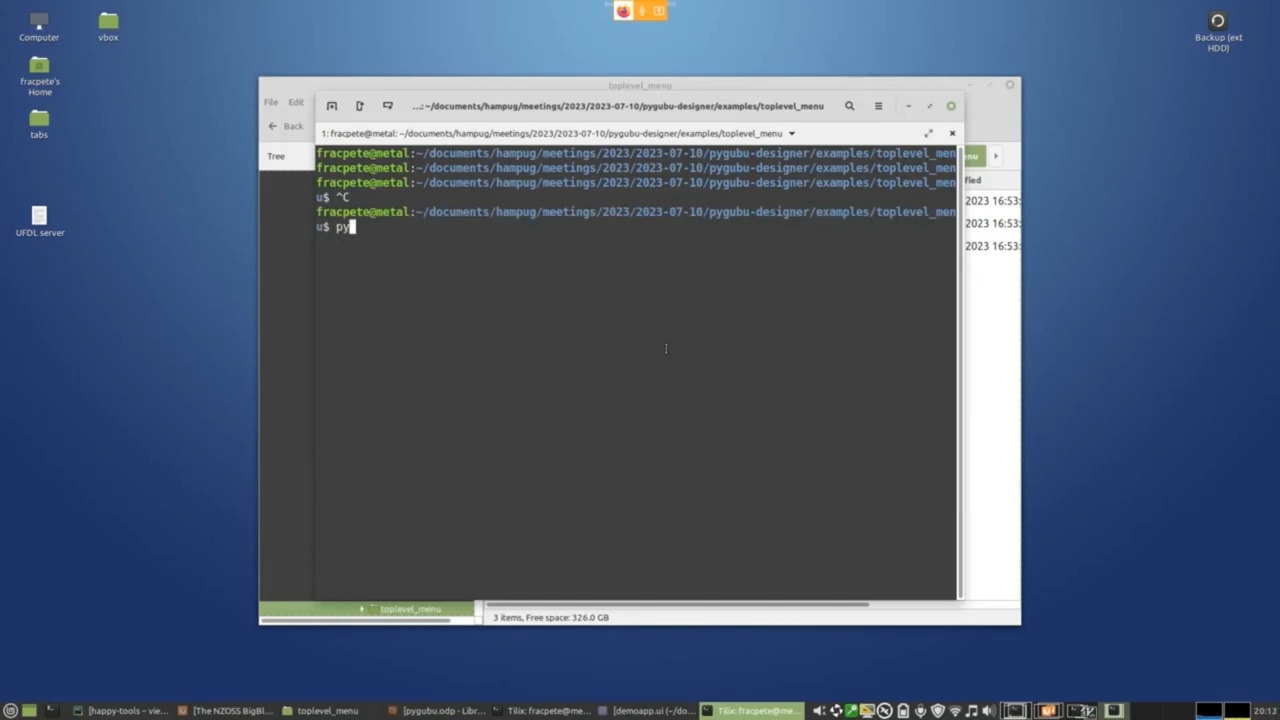 Computer
vbox
Backup (ext
HDD)
fracpete's
Home
tabs
UFDL server
toplevel_menu
File Edit
Back
Tree
...:~/documents/hampug/meetings/2023/2023-07-10/pygubu-designer/examples/toplevel_menu
1: fracpete@metal: ~/documents/hampug/meetings/2023/2023-07-10/pygubu-designer/examples/toplevel_menu
fracpete@metal:~/documents/hampug/meetings/2023/2023-07-10/pygubu-designer/examples/toplevel_men
fracpete@metal:~/documents/hampug/meetings/2023/2023-07-10/pygubu-designer/examples/toplevel_men
fracpete@metal:~/documents/hampug/meetings/2023/2023-07-10/pygubu-designer/examples/toplevel_men
u$ ^C
fracpete@metal:~/documents/hampug/meetings/2023/2023-07-10/pygubu-designer/examples/toplevel_men
u$ py
nu
fied
2023 16:53:
2023 16:53:
2023 16:53:
toplevel_menu
3 items, Free space: 326.0 GB
[happy-tools – vie...
[The NZOSS BigBl...
toplevel_menu
[pygubu.odp - Libr...
Tilix: fracpete@me...
[demoapp.ui (~/do...
Tilix: fracpete@me...
20:12